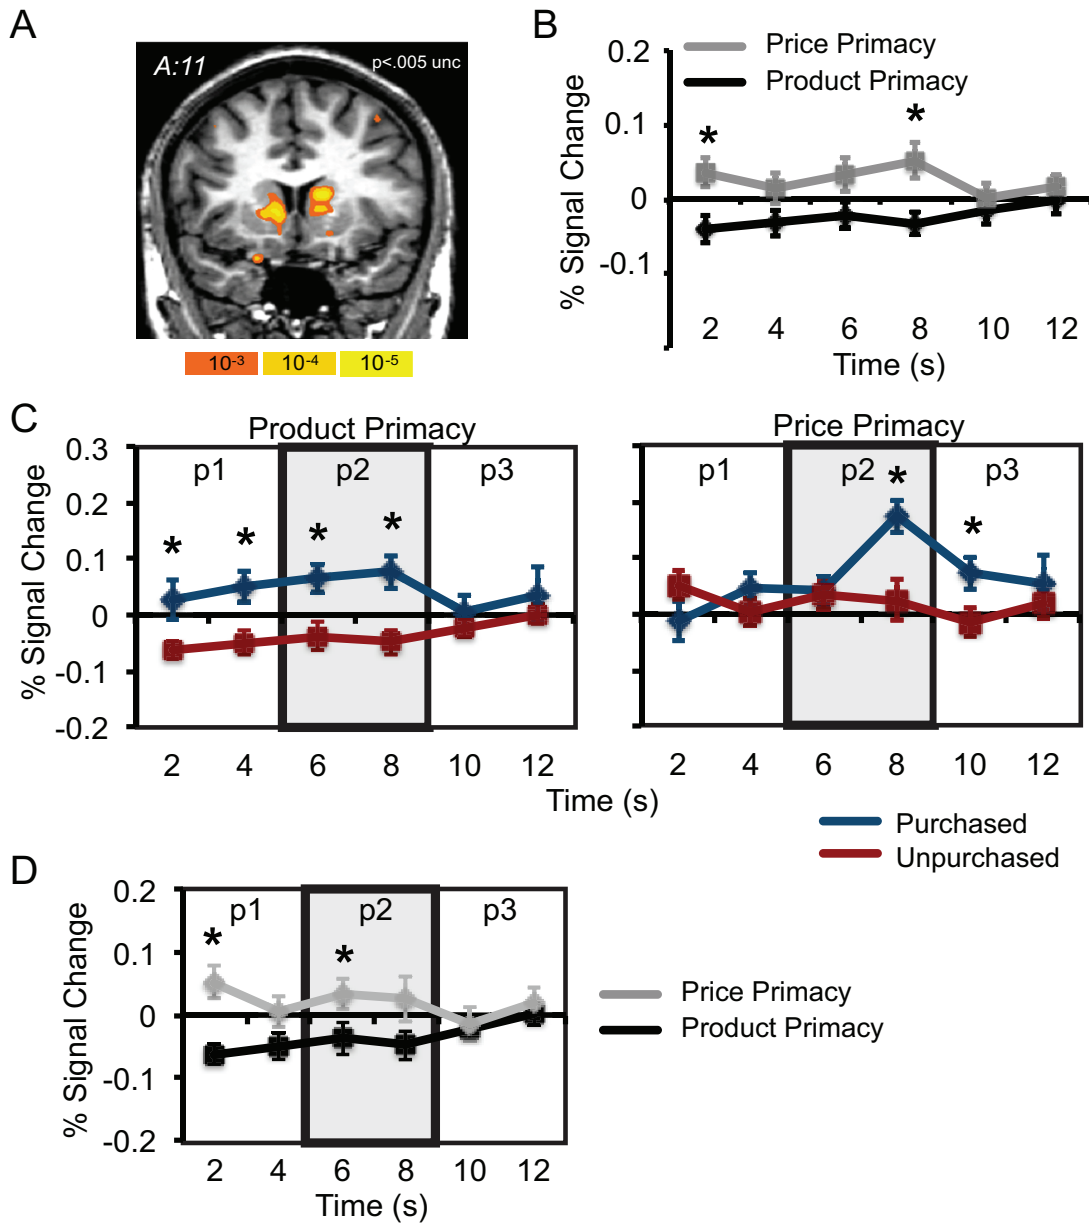 A
A:11
p<.005 unc
10-3 10-4 10-5
B
Price Primacy
Product Primacy
% Signal Change
0.2
0.1
0
-0.1
2 4 6 8 10 12
Time (s)
* *
C
Product Primacy
p1 p2 p3
% Signal Change
0.3
0.2
0.1
0
-0.1
-0.2
* * * *
2 4 6 8 10 12
Price Primacy
p1 p2 p3
* *
2 4 6 8 10 12
Time (s)
Purchased
Unpurchased
D
% Signal Change
0.2
0.1
0
-0.1
-0.2
p1 p2 p3
* *
2 4 6 8 10 12
Time (s)
Price Primacy
Product Primacy